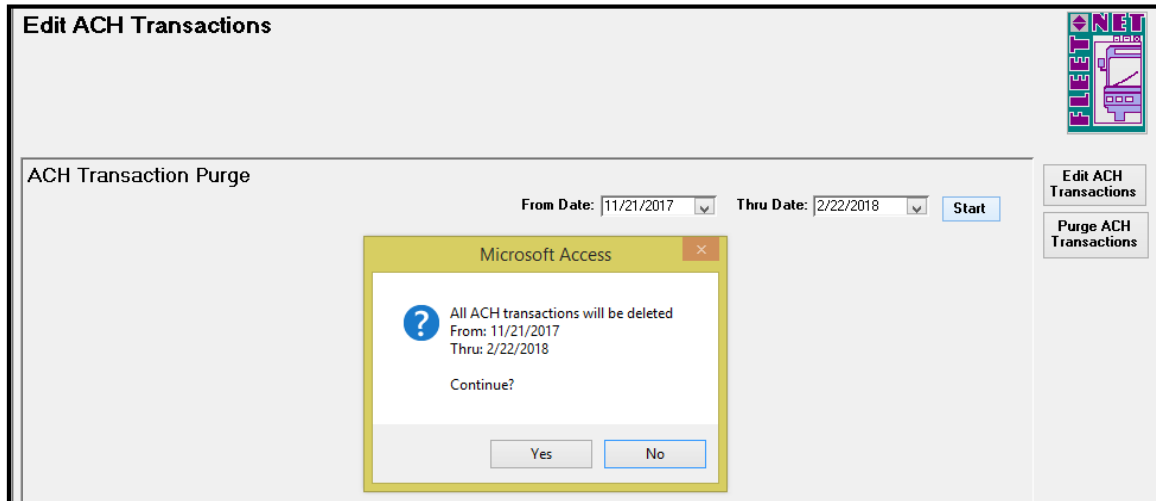 Edit ACH Transactions
FLEET NET
ACH Transaction Purge
From Date: 11/21/2017 Thru Date: 2/22/2018 Start
Edit ACH
Transactions
Purge ACH
Transactions
Microsoft Access
All ACH transactions will be deleted
From: 11/21/2017
Thru: 2/22/2018
Continue?
Yes No